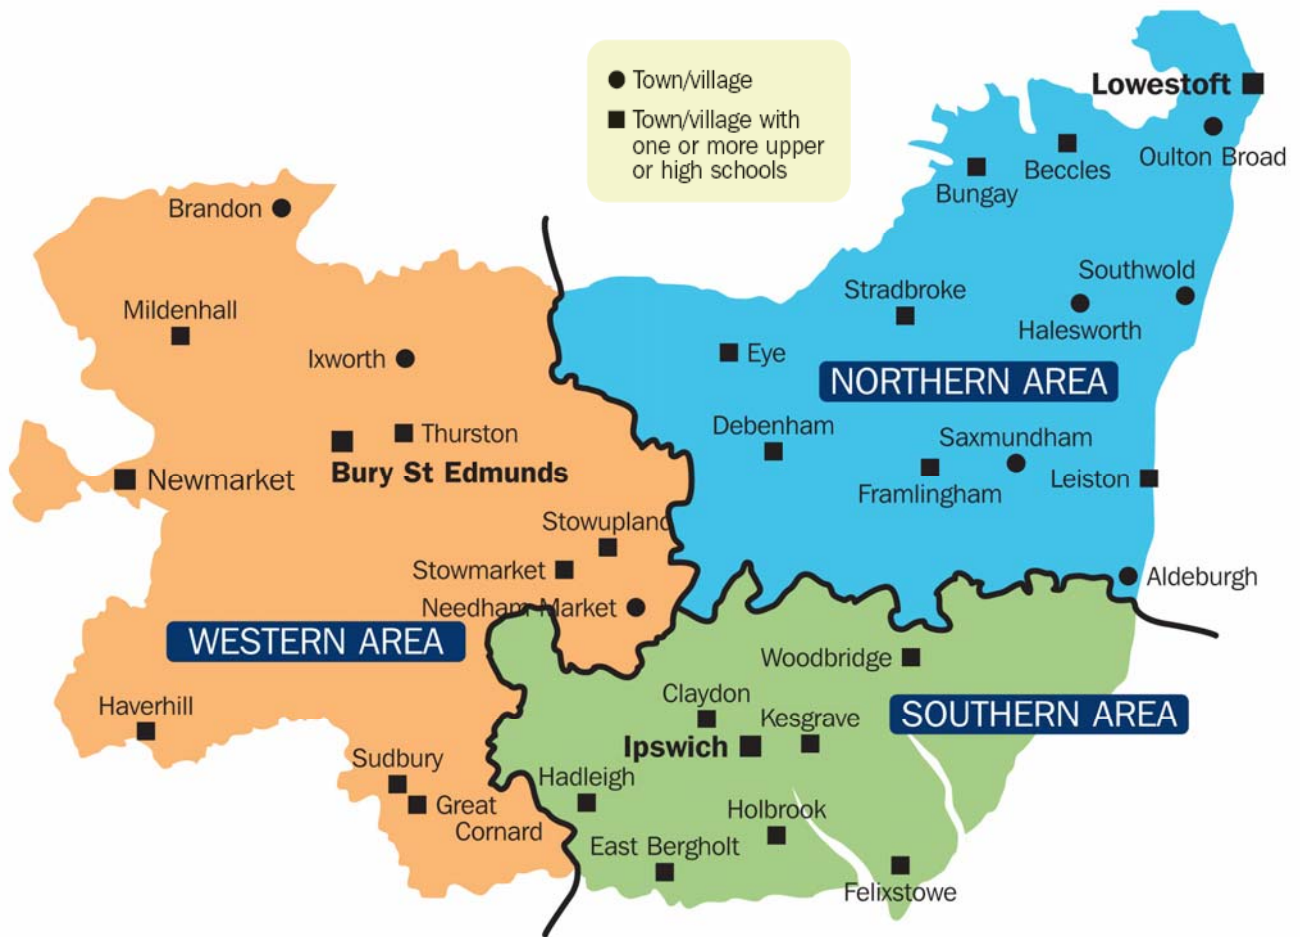 Town/village
Town/village with
one or more upper
or high schools
Lowestoft
Oulton Broad
Beccles
Bungay
Brandon
Southwold
Stradbroke
Mildenhall
Halesworth
Ixworth
Eye
NORTHERN AREA
Debenham
Thurston
Saxmundham
Bury St Edmunds
Newmarket
Leiston
Framlingham
Stowupland
Stowmarket
Aldeburgh
Needham Market
WESTERN AREA
Woodbridge
Claydon
Haverhill
SOUTHERN AREA
Kesgrave
Ipswich
Sudbury
Hadleigh
Great
Cornard
Holbrook
East Bergholt
Felixstowe